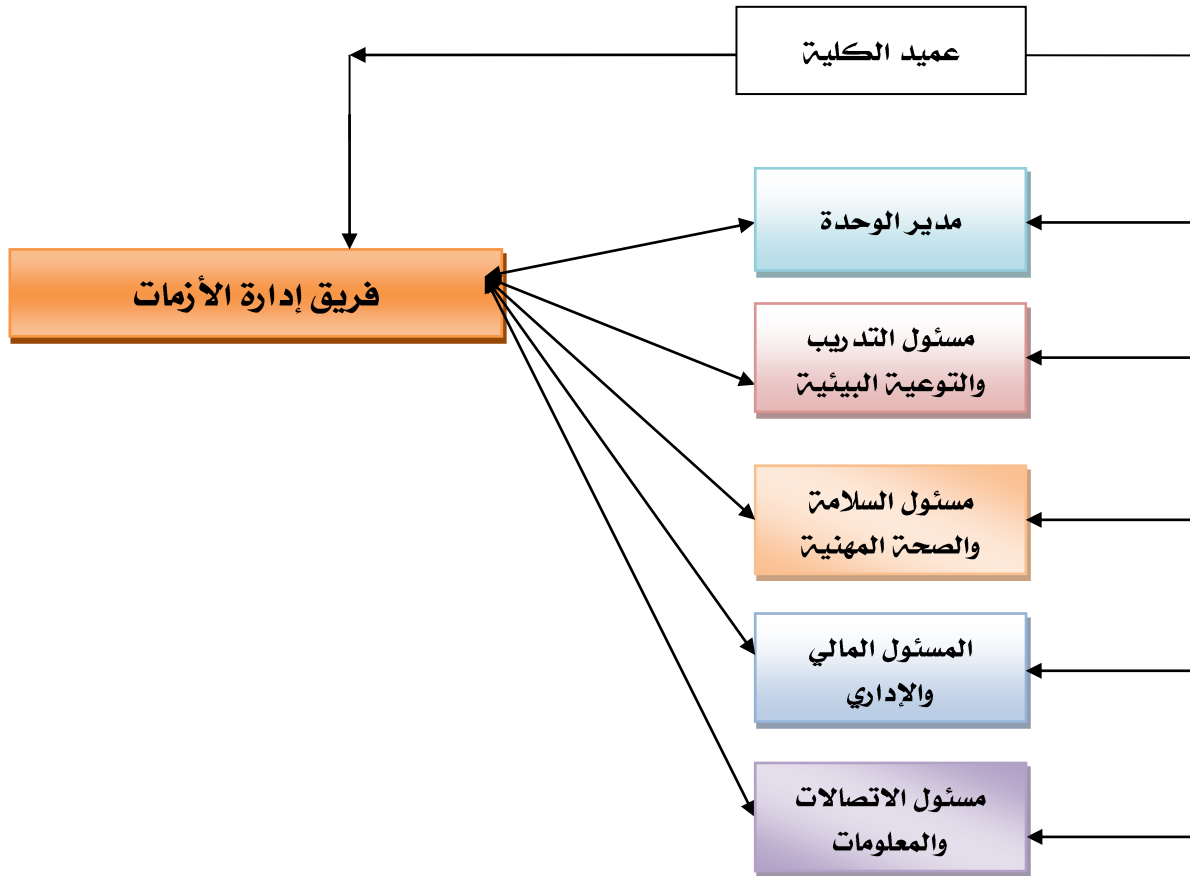 عميد الكلية
مدير الوحدة
فريق إدارة الأزمات
مسئول التدريب
والتوعية البيئية
مسئول السلامة
والصحة المهنية
المسئول المالي
والإداري
مسئول الاتصالات
والمعلومات